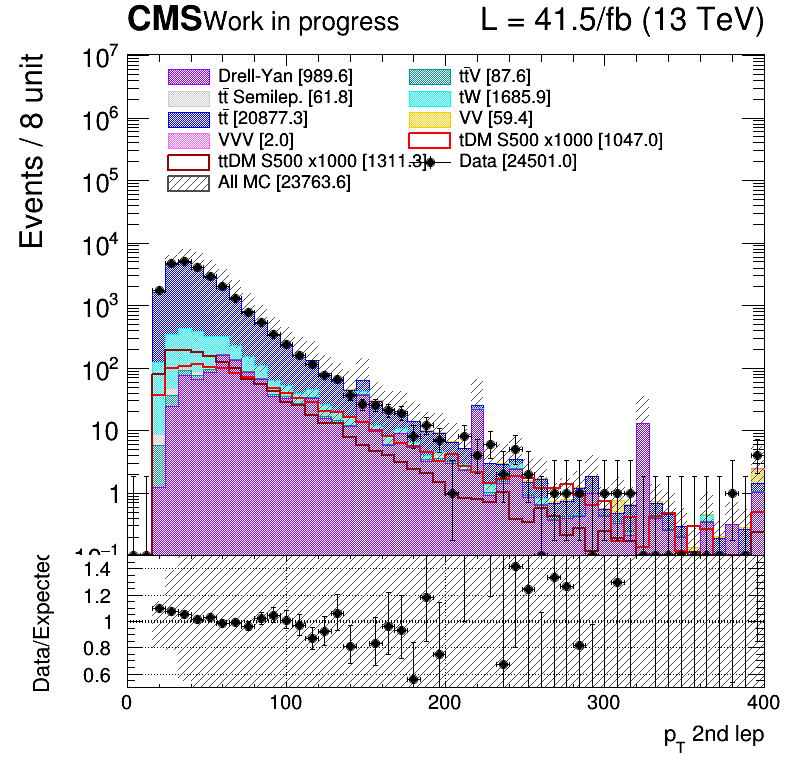 CMS Work in progress L = 41.5/fb (13 TeV)
Events / 8 unit
10⁷
10⁶
10⁵
10⁴
10³
10²
10
1
10⁻¹
Drell-Yan [989.6] tt̄V [87.6]
tt̄ Semilep. [61.8] tW [1685.9]
tt̄ [20877.3] VV [59.4]
VVV [2.0] tDM S500 x1000 [1047.0]
ttDM S500 x1000 [1311.3] Data [24501.0]
All MC [23763.6]
Data/Expected
1.4
1.2
1
0.8
0.6
0 100 200 300 400
p_T 2nd lep